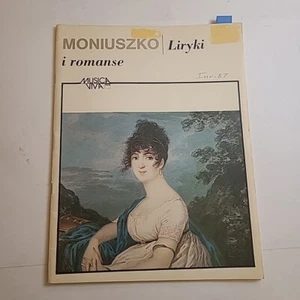 MONIUSZKO Liryki
i romanse
MUSICA
VIVA